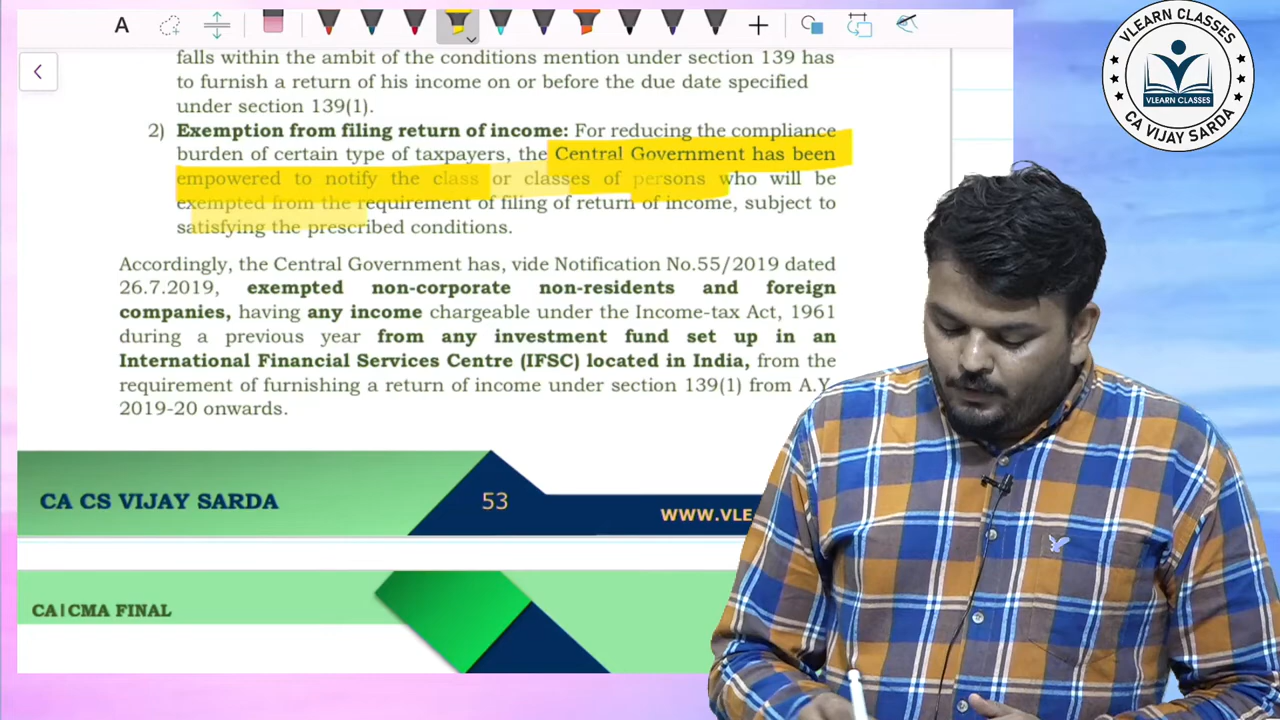 A
falls within the ambit of the conditions mention under section 139 has
to furnish a return of his income on or before the due date specified
under section 139(1).
2) Exemption from filing return of income: For reducing the compliance
burden of certain type of taxpayers, the Central Government has been
empowered to notify the class or classes of persons who will be
exempted from the requirement of filing of return of income, subject to
satisfying the prescribed conditions.
Accordingly, the Central Government has, vide Notification No.55/2019 dated
26.7.2019, exempted non-corporate non-residents and foreign
companies, having any income chargeable under the Income-tax Act, 1961
during a previous year from any investment fund set up in an
International Financial Services Centre (IFSC) located in India, from the
requirement of furnishing a return of income under section 139(1) from A.Y.
2019-20 onwards.
CA CS VIJAY SARDA
53
WWW.VLE
CA|CMA FINAL
VLEARN CLASSES
VLEARN CLASSES
CA VIJAY SARDA